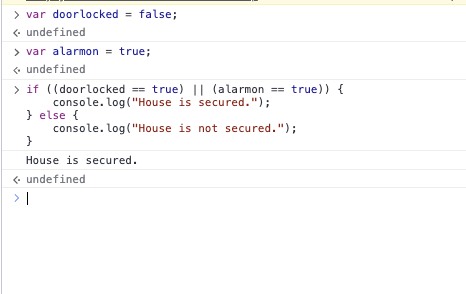 > var doorlocked = false;
<· undefined
> var alarmon = true;
<· undefined
> if ((doorlocked == true) || (alarmon == true)) {
    console.log("House is secured.");
} else {
    console.log("House is not secured.");
}
House is secured.
<· undefined
>